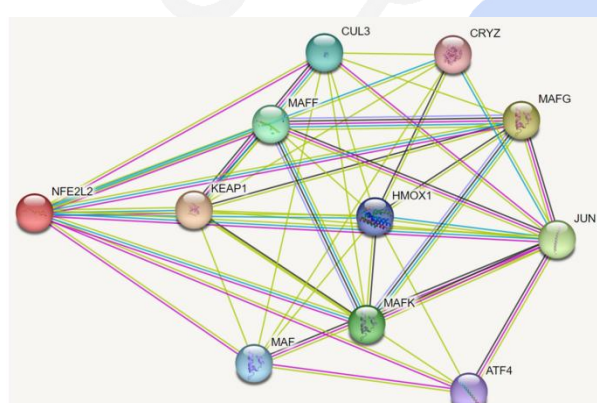 CUL3
CRYZ
MAFF
MAFG
NFE2L2
KEAP1
HMOX1
JUN
MAFK
MAF
ATF4